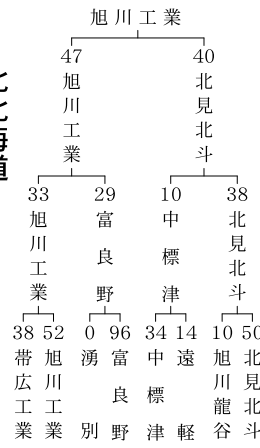 北北海道
旭川工業
47 40
旭川工業 北見北斗
33 29 10 38
旭川工業 富良野 中標津 北見北斗
38 52 0 96 34 14 10 50
帯広工業 旭川工業 湧別 富良野 中標津 遠軽 旭川龍谷 北見北斗